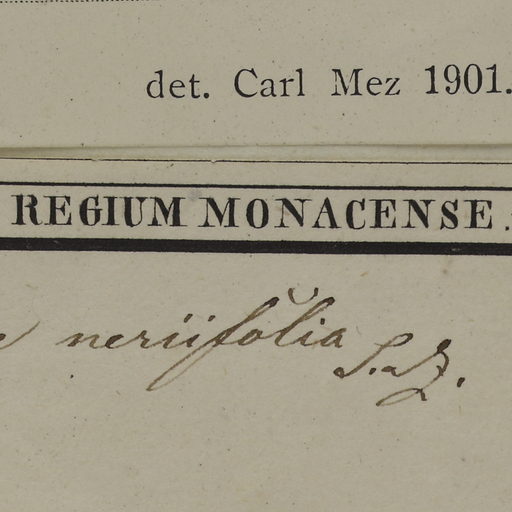 det. Carl Mez 1901.
REGIUM MONACENSE.
neriifolia S. & Z.